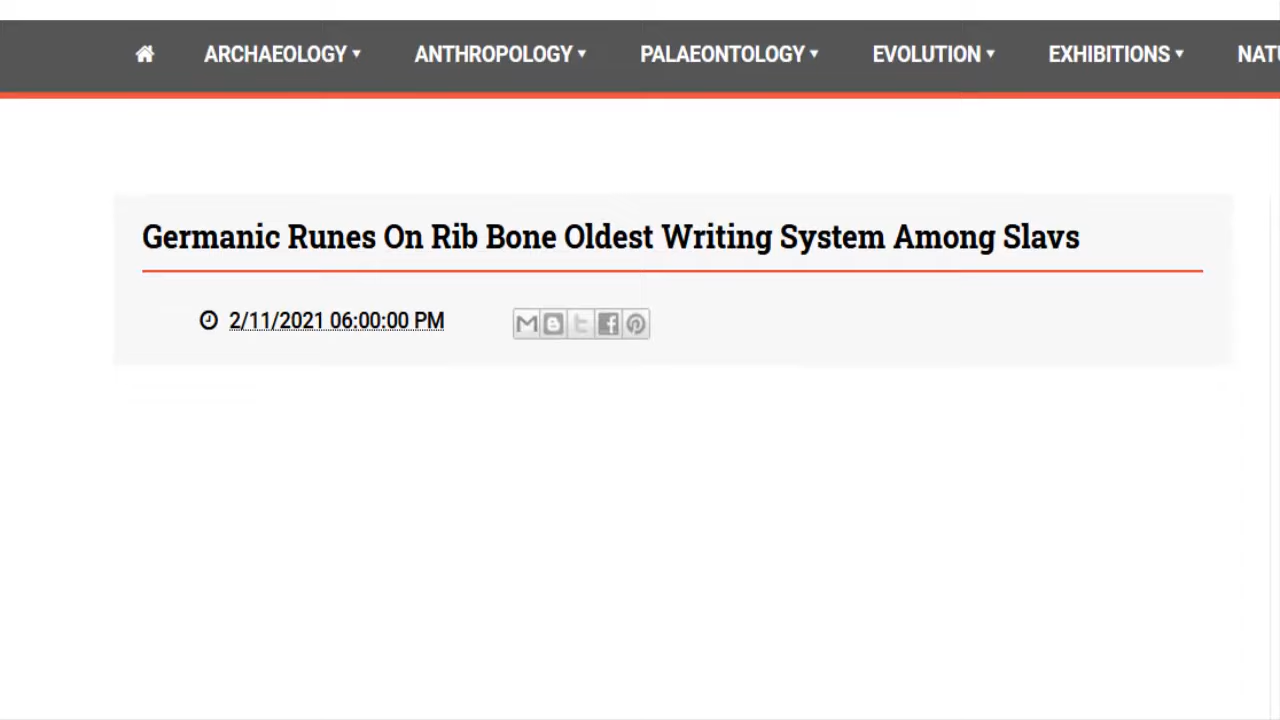 ARCHAEOLOGY ANTHROPOLOGY PALAEONTOLOGY EVOLUTION EXHIBITIONS NATU
Germanic Runes On Rib Bone Oldest Writing System Among Slavs
2/11/2021 06:00:00 PM